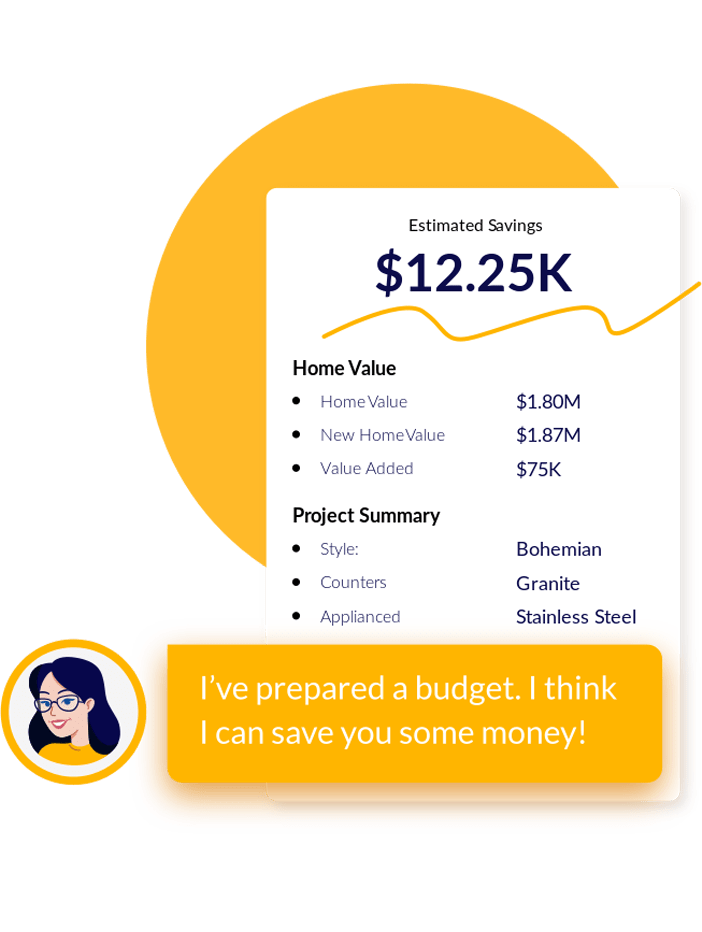 Estimated Savings
$12.25K
Home Value
• Home Value $1.80M
• New Home Value $1.87M
• Value Added $75K
Project Summary
• Style: Bohemian
• Counters Granite
• Applianced Stainless Steel
I’ve prepared a budget. I think
I can save you some money!